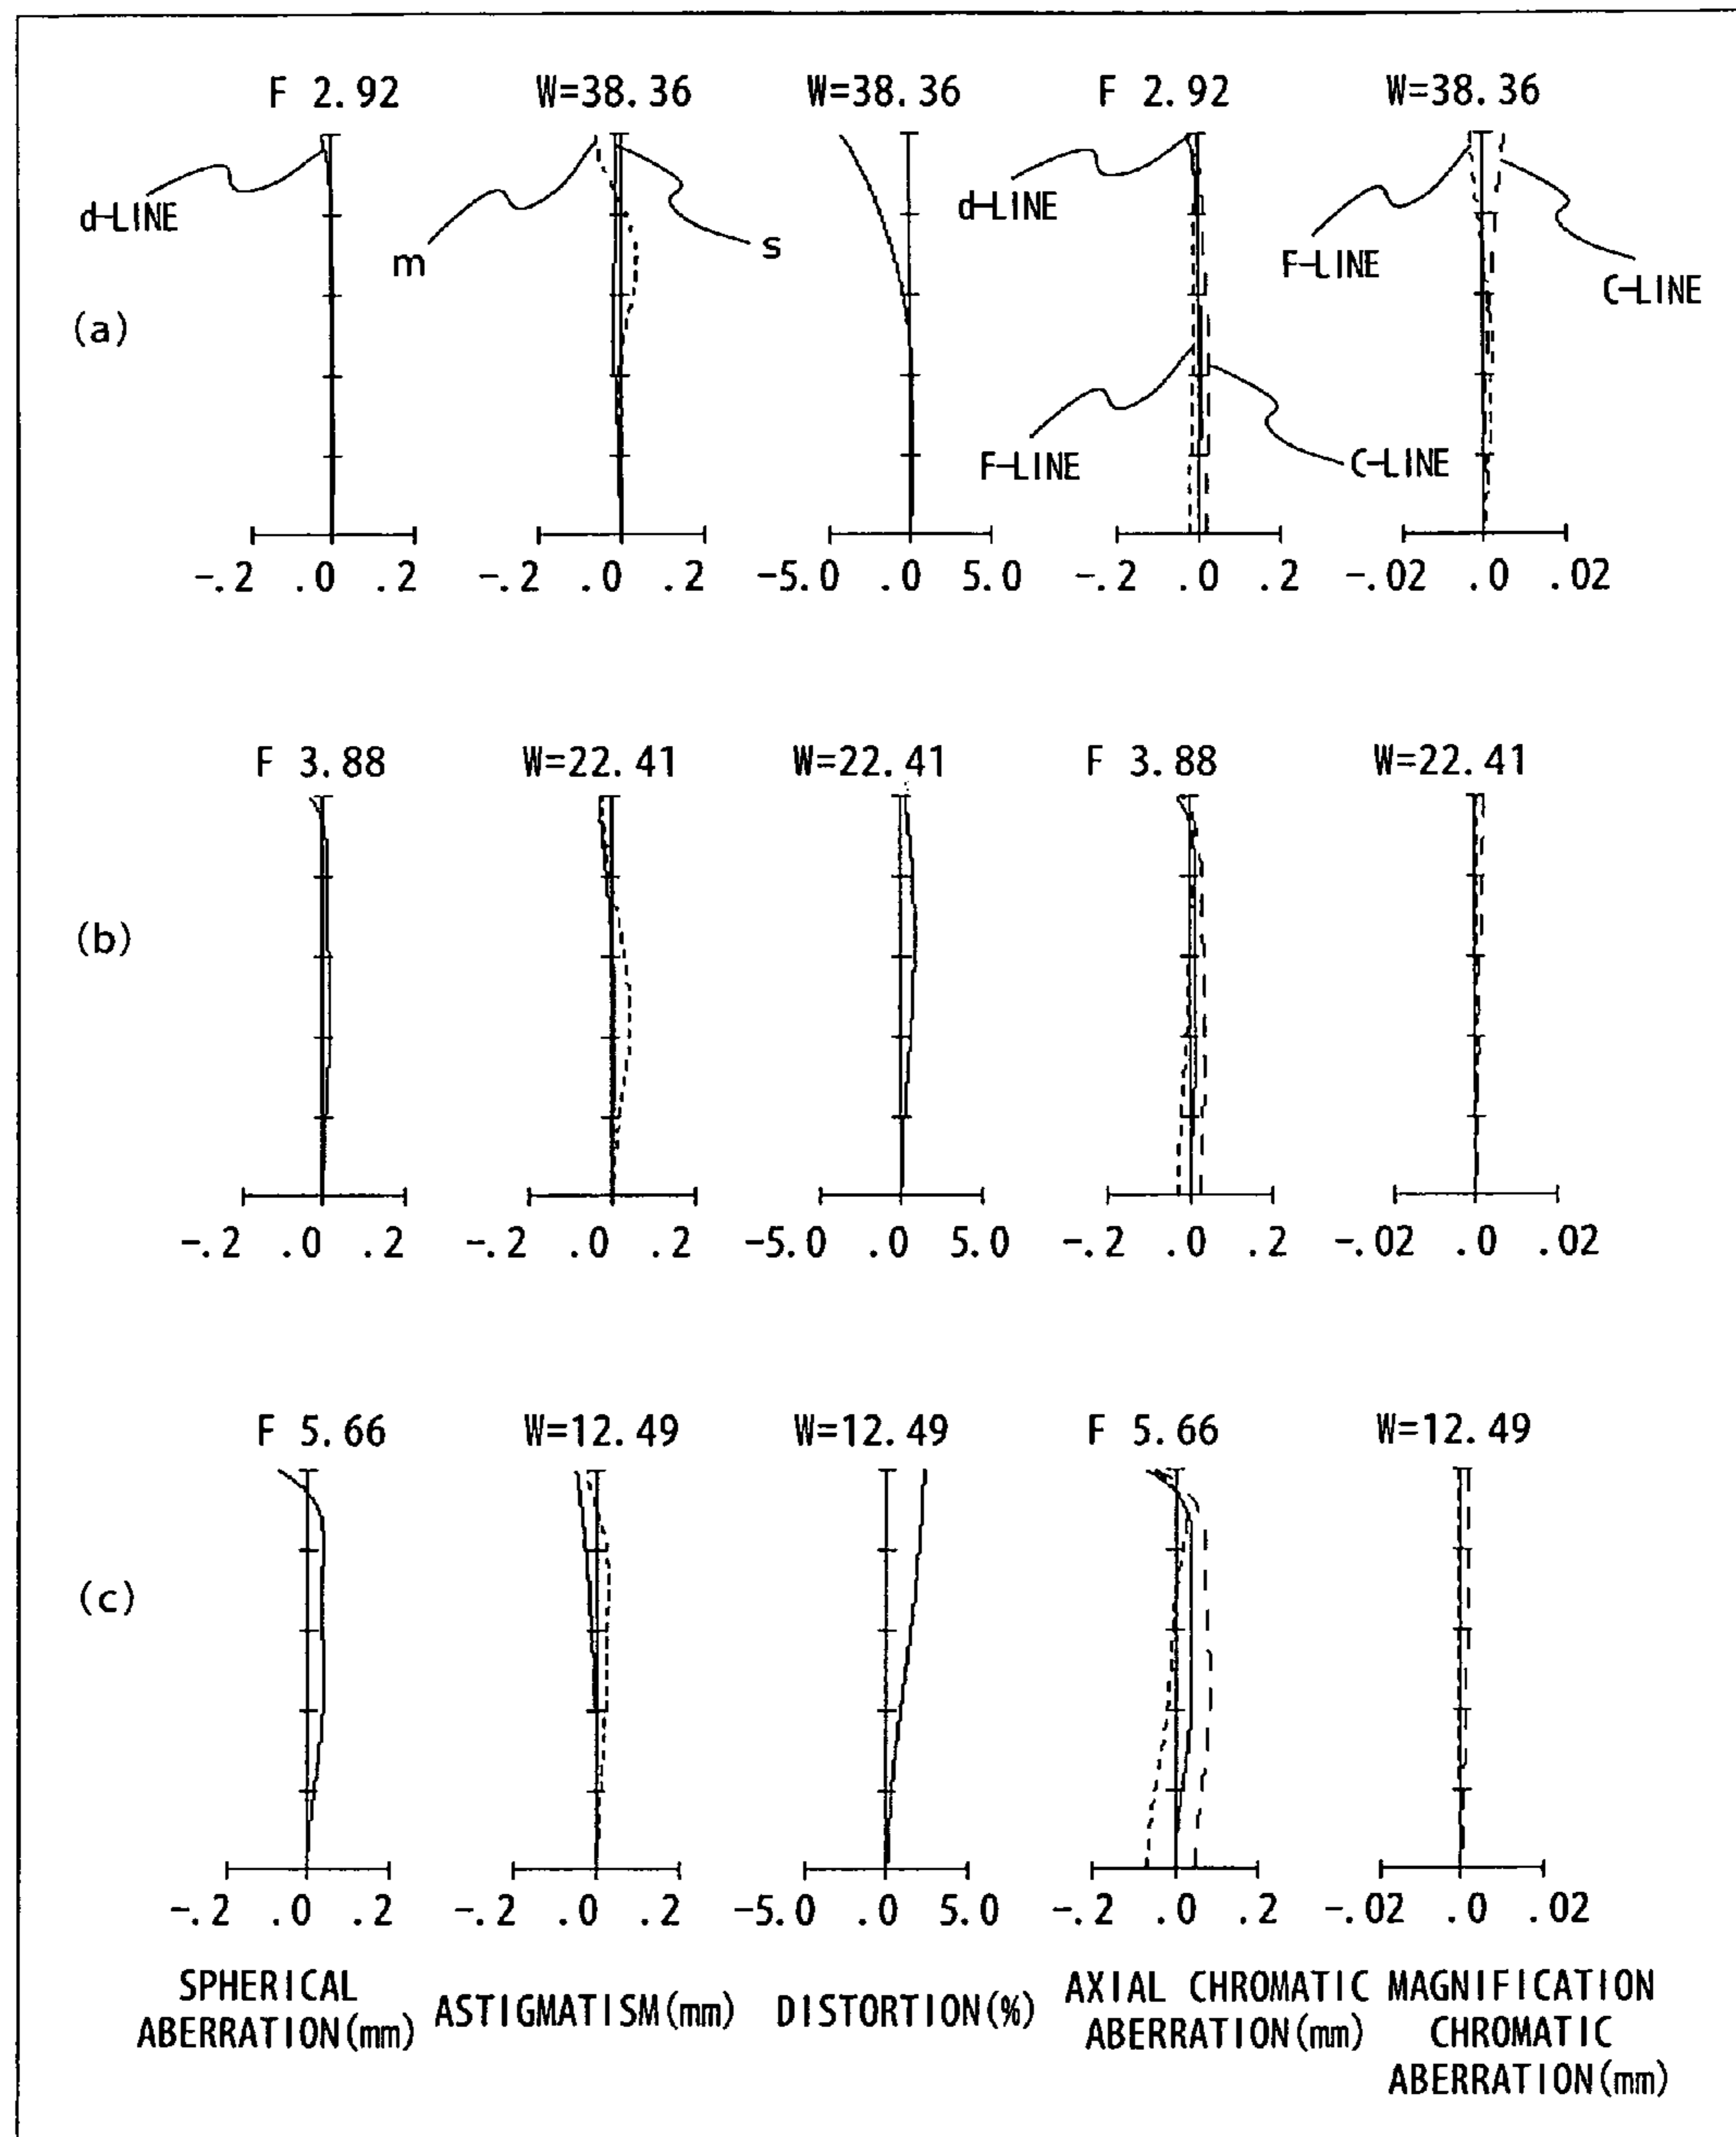 F 2.92 W=38.36 W=38.36 F 2.92 W=38.36
d-LINE m s d-LINE F-LINE C-LINE
(a)
F-LINE C-LINE
-.2 .0 .2 -.2 .0 .2 -5.0 .0 5.0 -.2 .0 .2 -.02 .0 .02
F 3.88 W=22.41 W=22.41 F 3.88 W=22.41
(b)
-.2 .0 .2 -.2 .0 .2 -5.0 .0 5.0 -.2 .0 .2 -.02 .0 .02
F 5.66 W=12.49 W=12.49 F 5.66 W=12.49
(c)
-.2 .0 .2 -.2 .0 .2 -5.0 .0 5.0 -.2 .0 .2 -.02 .0 .02
SPHERICAL
ABERRATION(mm)
ASTIGMATISM(mm)
DISTORTION(%)
AXIAL CHROMATIC
ABERRATION(mm)
MAGNIFICATION
CHROMATIC
ABERRATION(mm)